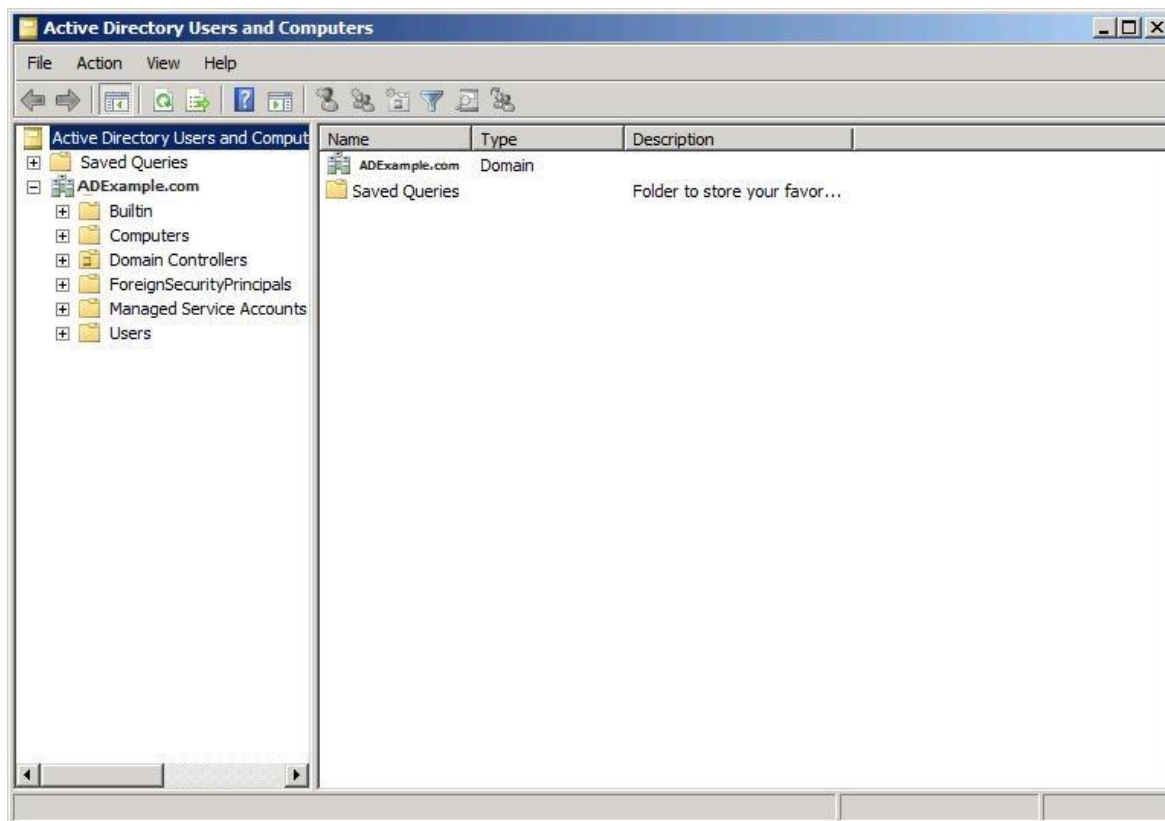 Active Directory Users and Computers
File Action View Help
Active Directory Users and Comput
Saved Queries
ADExample.com
Builtin
Computers
Domain Controllers
ForeignSecurityPrincipals
Managed Service Accounts
Users
Name Type Description
ADExample.com Domain
Saved Queries Folder to store your favor...